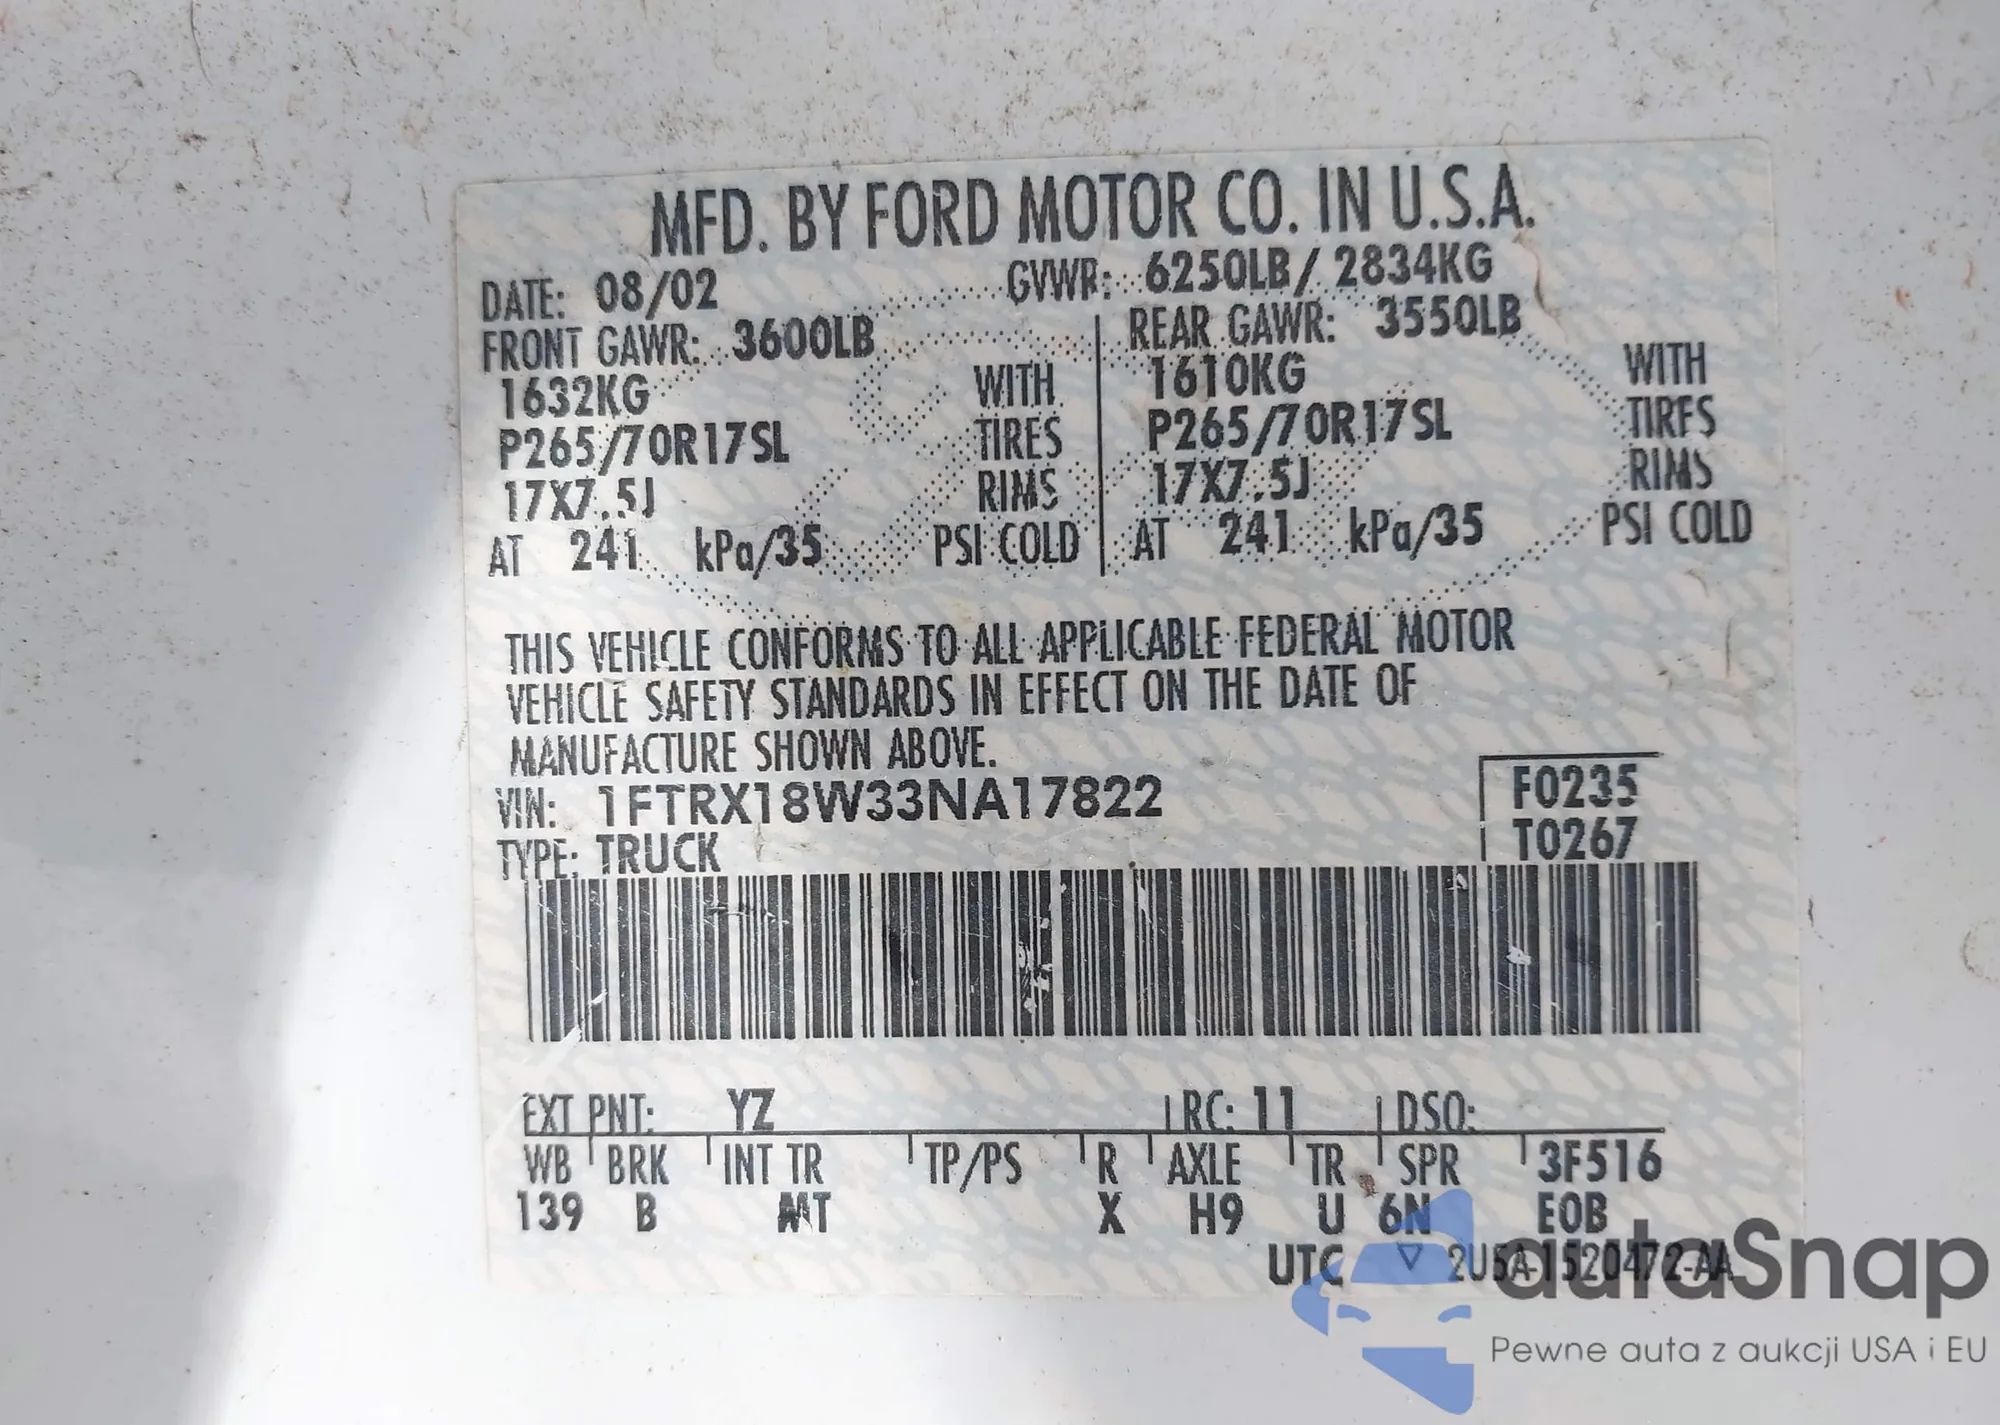 MFD. BY FORD MOTOR CO. IN U.S.A.
DATE: 08/02 GVWR: 6250LB/ 2834KG
FRONT GAWR: 3600LB REAR GAWR: 3550LB
1632KG WITH 1610KG WITH
P265/70R17SL TIRES P265/70R17SL TIRES
17X7.5J RIMS 17X7.5J RIMS
AT 241 kPa/35 PSI COLD AT 241 kPa/35 PSI COLD
THIS VEHICLE CONFORMS TO ALL APPLICABLE FEDERAL MOTOR
VEHICLE SAFETY STANDARDS IN EFFECT ON THE DATE OF
MANUFACTURE SHOWN ABOVE.
VIN: 1FTRX18W33NA17822 F0235
TYPE: TRUCK T0267
EXT PNT: YZ RC: 11 DSO:
WB BRK INT TR TP/PS R AXLE TR SPR 3F516
139 B MT X H9 U 6N EOB
UTC 2U5A-1520472-AA
autaSnap
Pewne auta z aukcji USA i EU